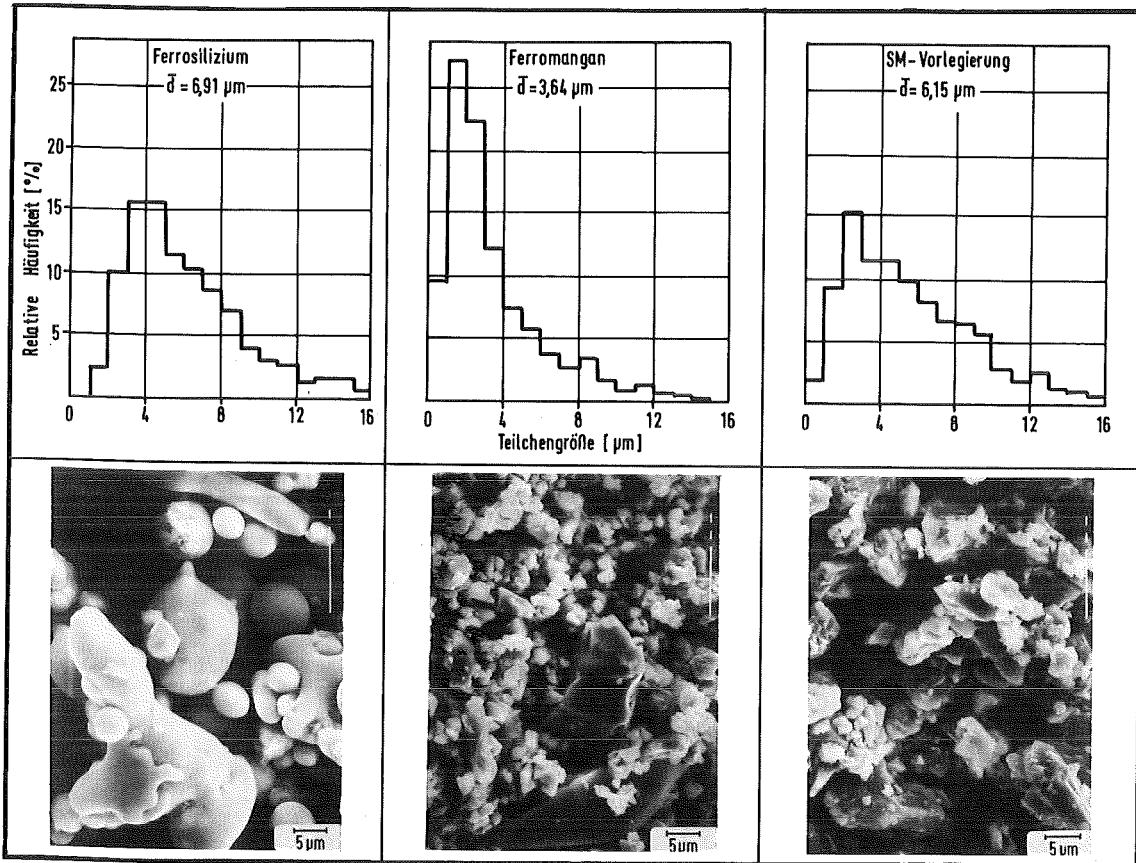 Ferrosilizium
d̄ = 6,91 µm
Relative Häufigkeit [%]
25
20
15
10
5
0 4 8 12 16
Ferromangan
d̄ = 3,64 µm
0 4 8 12 16
Teilchengröße [µm]
SM-Vorlegierung
d̄ = 6,15 µm
0 4 8 12 16
5 µm
5 µm
5 µm